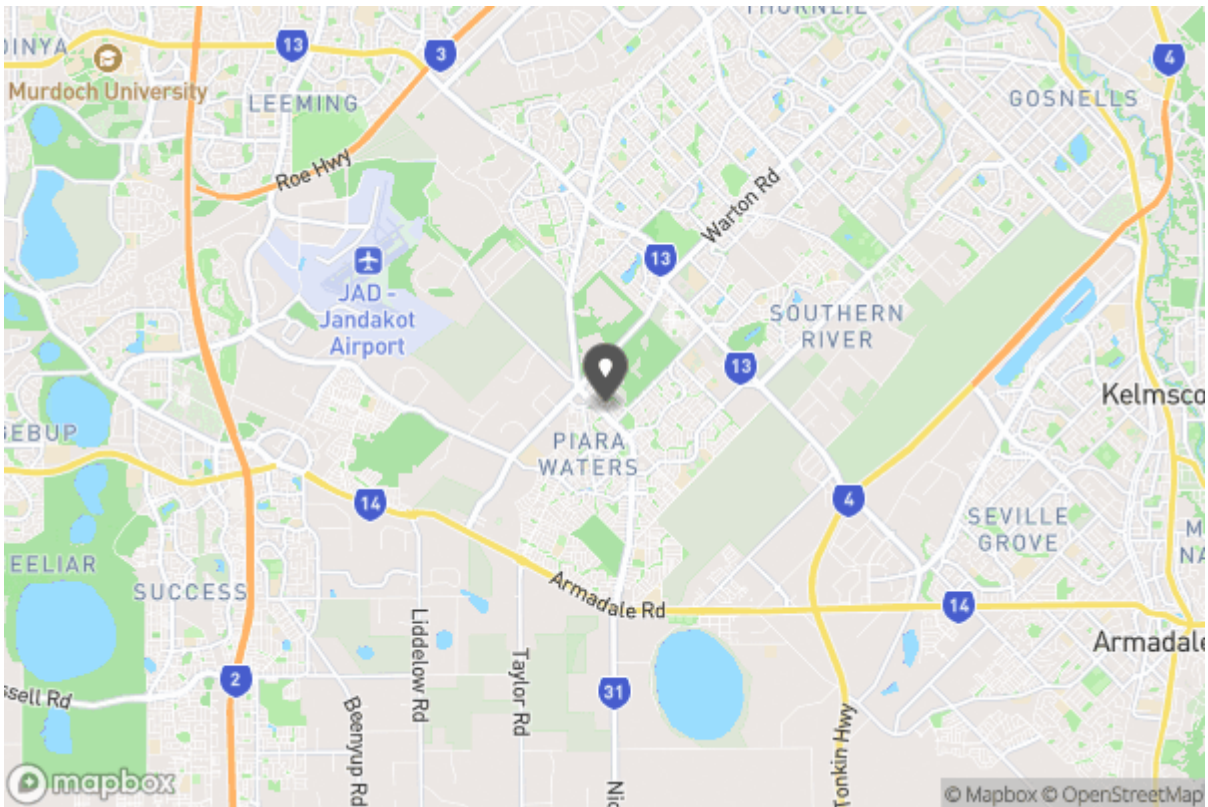 THORNLIE
DINYA
13
3
4
Murdoch University
LEEMING
GOSNELLS
Roe Hwy
Warton Rd
13
JAD -
Jandakot
Airport
SOUTHERN
RIVER
13
Kelmsco
GEBUP
PIARA
WATERS
14
4
SEVILLE
GROVE
M
NA
EELIAR
SUCCESS
Armadale Rd
14
Liddelow Rd
Taylor Rd
Armadale
2
ssell Rd
31
Beenyup Rd
Tonkin Hwy
Nic
mapbox
© Mapbox © OpenStreetMap